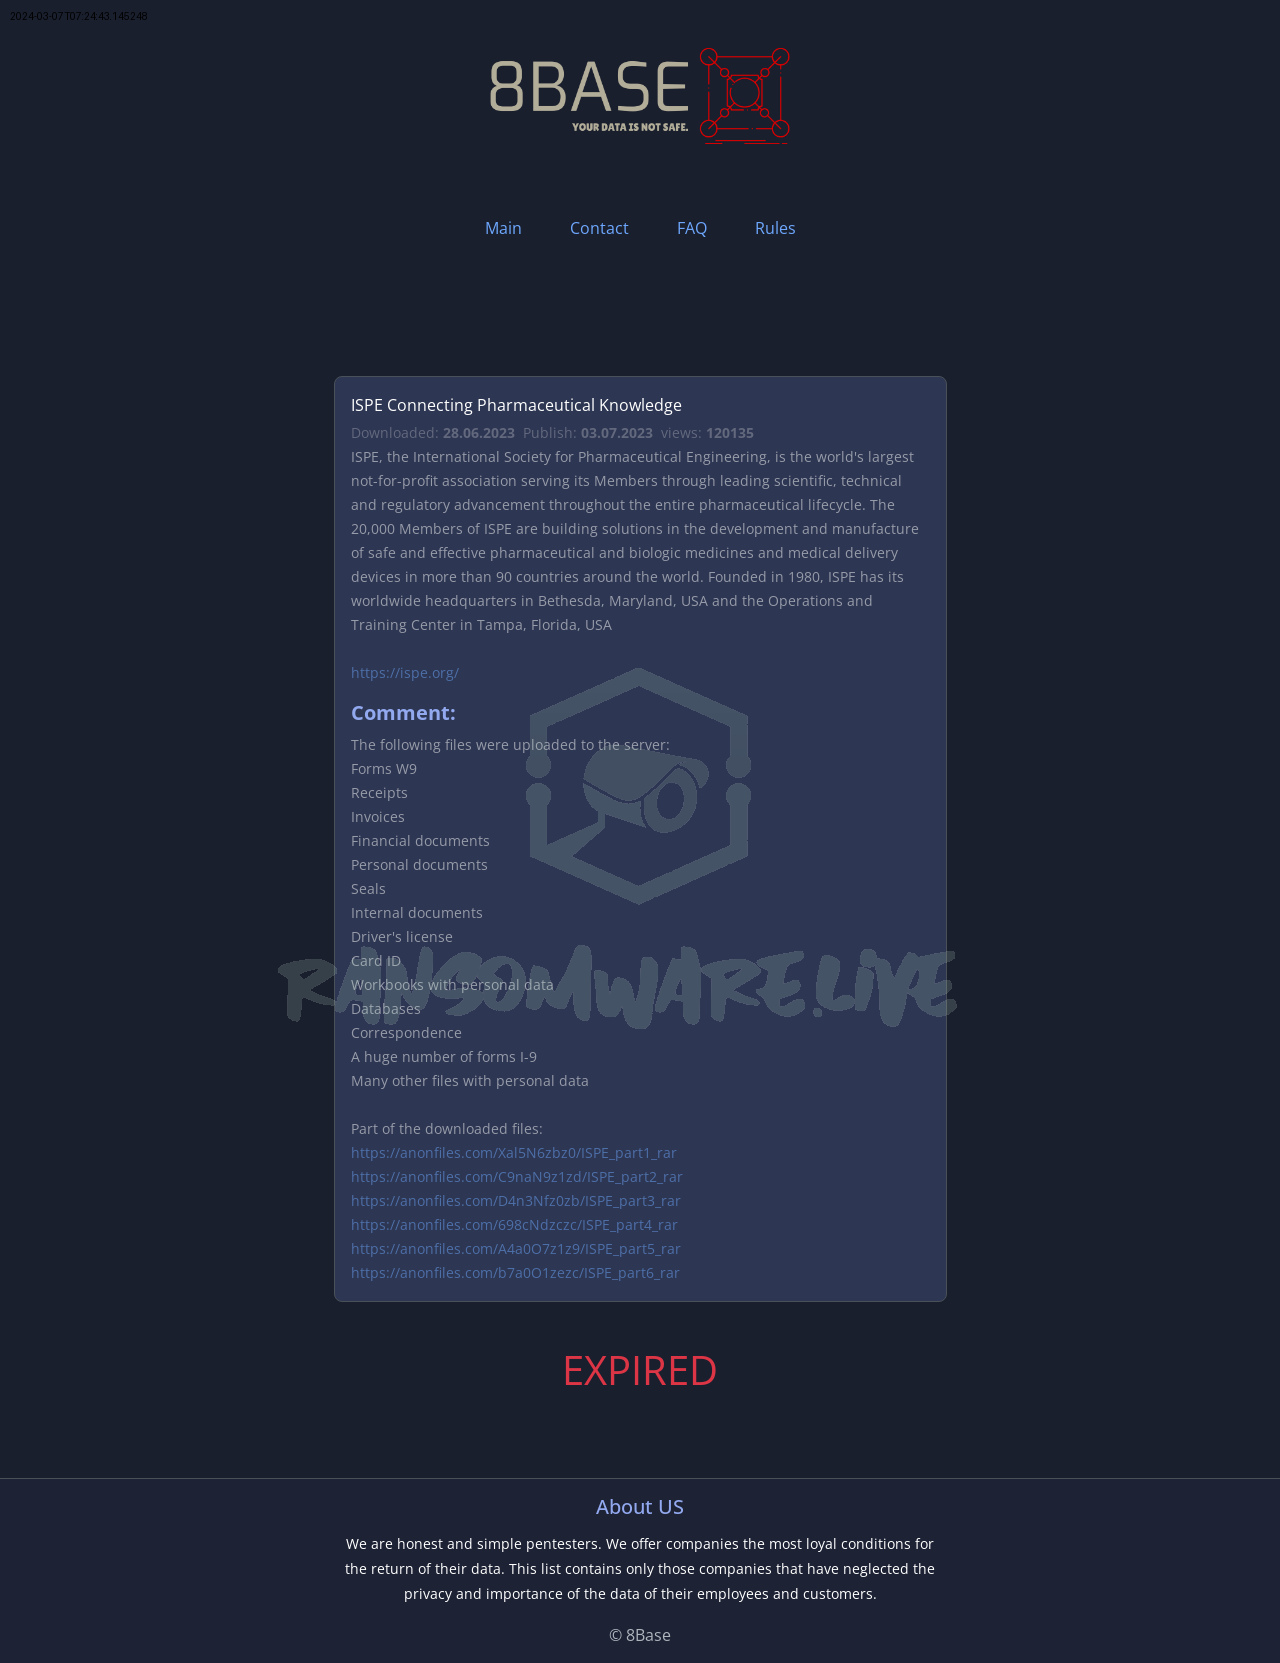 2024-03-07T07:24:43.145248
8BASE
YOUR DATA IS NOT SAFE.
Main Contact FAQ Rules
ISPE Connecting Pharmaceutical Knowledge
Downloaded: 28.06.2023 Publish: 03.07.2023 views: 120135
ISPE, the International Society for Pharmaceutical Engineering, is the world's largest
not-for-profit association serving its Members through leading scientific, technical
and regulatory advancement throughout the entire pharmaceutical lifecycle. The
20,000 Members of ISPE are building solutions in the development and manufacture
of safe and effective pharmaceutical and biologic medicines and medical delivery
devices in more than 90 countries around the world. Founded in 1980, ISPE has its
worldwide headquarters in Bethesda, Maryland, USA and the Operations and
Training Center in Tampa, Florida, USA
https://ispe.org/
Comment:
The following files were uploaded to the server:
Forms W9
Receipts
Invoices
Financial documents
Personal documents
Seals
Internal documents
Driver's license
Card ID
RANSOMWARE.LIVE
Workbooks with personal data
Databases
Correspondence
A huge number of forms I-9
Many other files with personal data
Part of the downloaded files:
https://anonfiles.com/Xal5N6zbz0/ISPE_part1_rar
https://anonfiles.com/C9naN9z1zd/ISPE_part2_rar
https://anonfiles.com/D4n3Nfz0zb/ISPE_part3_rar
https://anonfiles.com/698cNdzczc/ISPE_part4_rar
https://anonfiles.com/A4a0O7z1z9/ISPE_part5_rar
https://anonfiles.com/b7a0O1zezc/ISPE_part6_rar
EXPIRED
About US
We are honest and simple pentesters. We offer companies the most loyal conditions for
the return of their data. This list contains only those companies that have neglected the
privacy and importance of the data of their employees and customers.
© 8Base